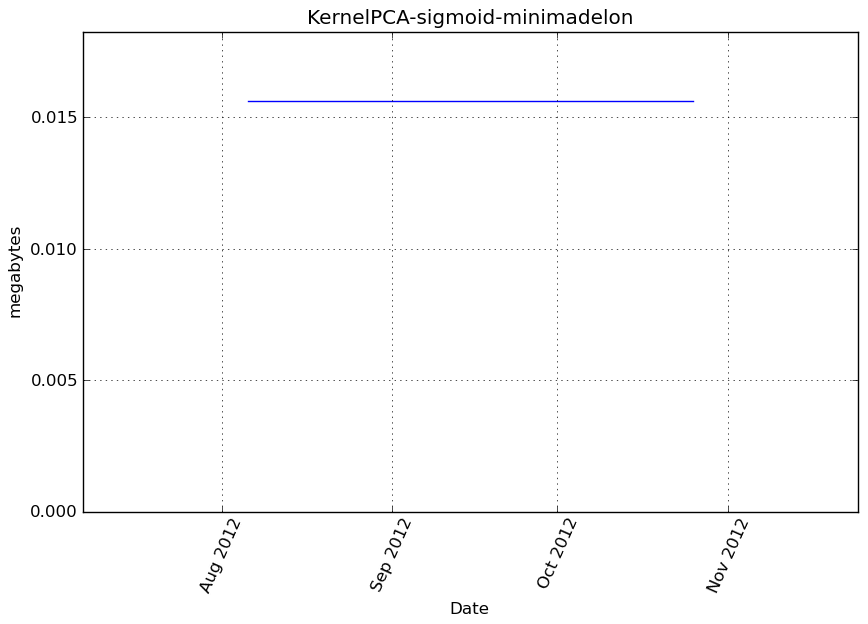 KernelPCA-sigmoid-minimadelon
megabytes
0.015
0.010
0.005
0.000
Aug 2012
Sep 2012
Oct 2012
Nov 2012
Date